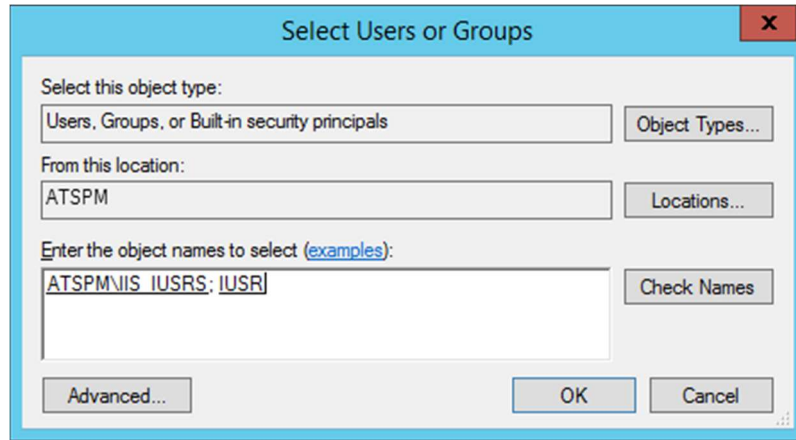 Select Users or Groups
x
Select this object type:
Users, Groups, or Built-in security principals
Object Types...
From this location:
ATSPM
Locations...
Enter the object names to select (examples):
ATSPM\IIS_IUSRS; IUSR
Check Names
Advanced...
OK
Cancel